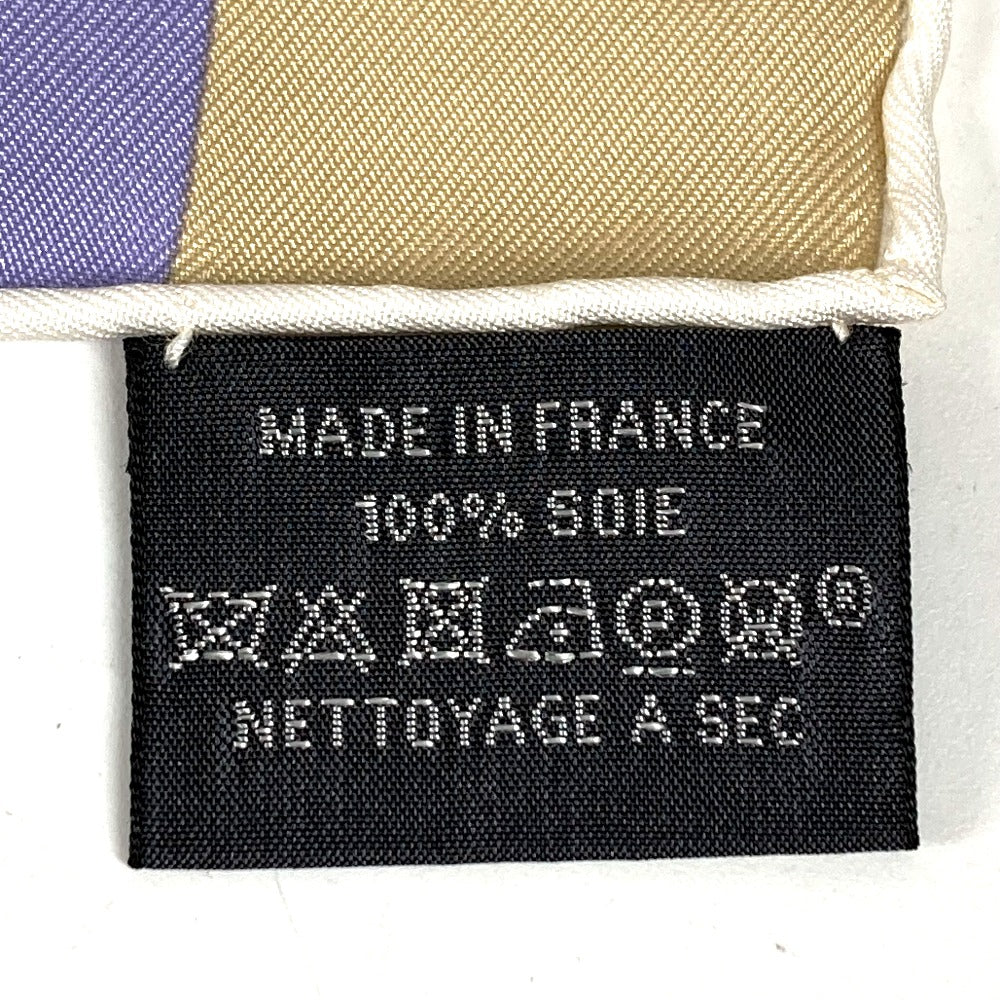 MADE IN FRANCE
100% SOIE
P W ®
NETTOYAGE A SEC